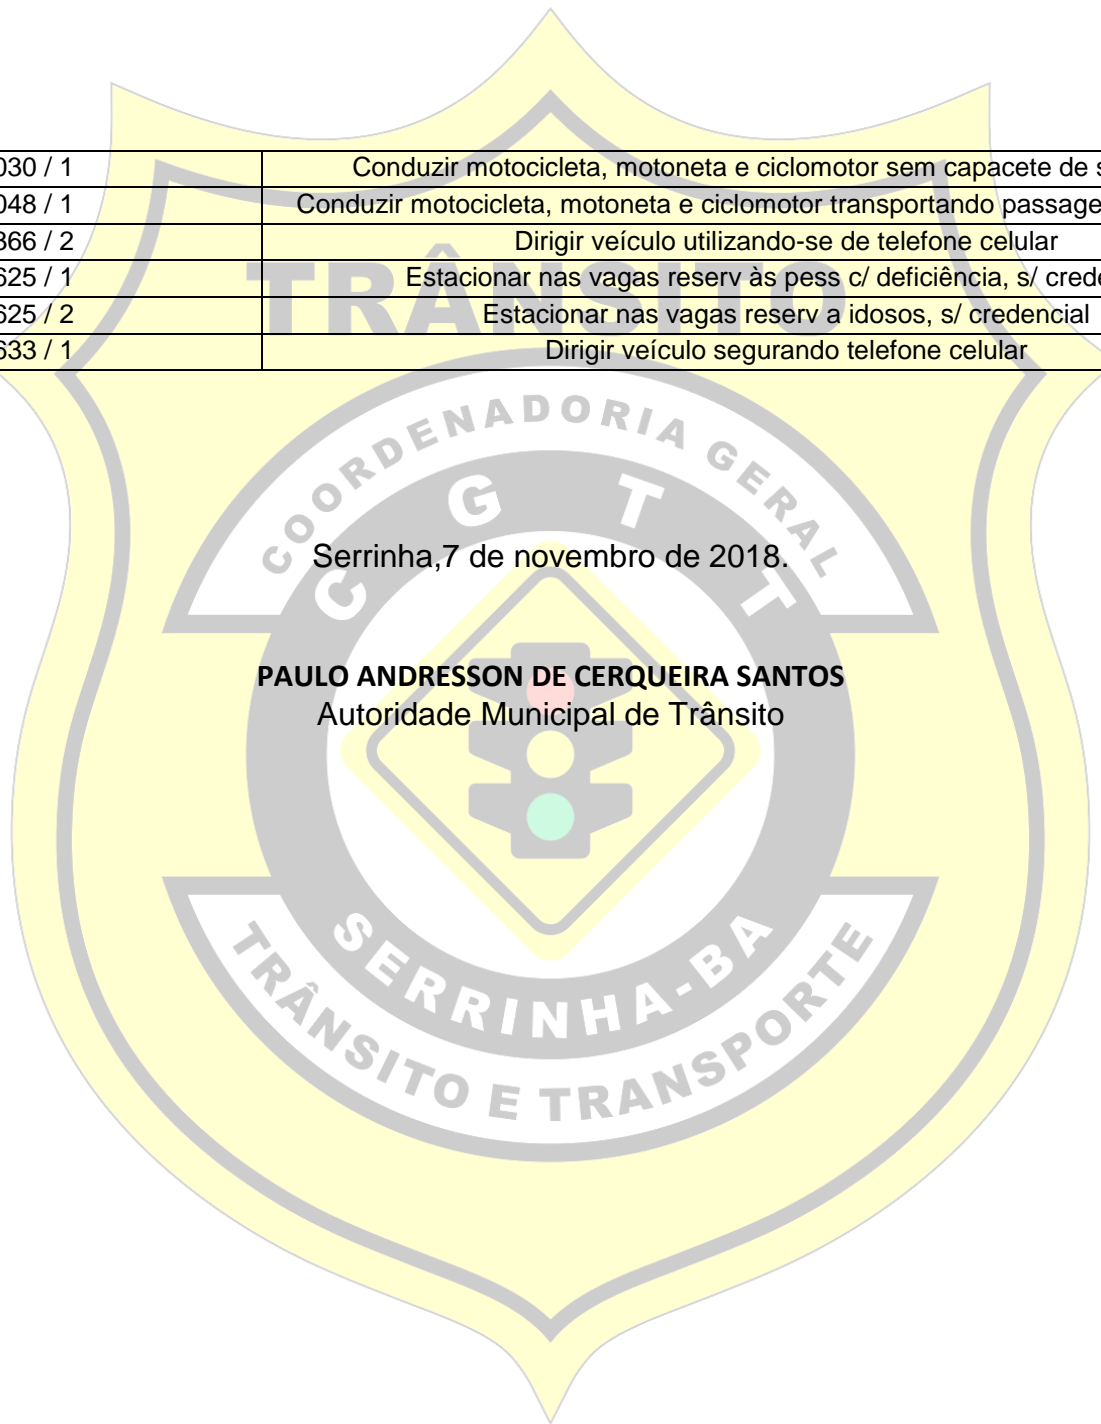 030 / 1 Conduzir motocicleta, motoneta e ciclomotor sem capacete de s
048 / 1 Conduzir motocicleta, motoneta e ciclomotor transportando passage
366 / 2 Dirigir veículo utilizando-se de telefone celular
625 / 1 Estacionar nas vagas reserv às pess c/ deficiência, s/ crede
625 / 2 Estacionar nas vagas reserv a idosos, s/ credencial
633 / 1 Dirigir veículo segurando telefone celular
TRÂNSITO
COORDENADORIA GERAL
C G T T
Serrinha,7 de novembro de 2018.
PAULO ANDRESSON DE CERQUEIRA SANTOS
Autoridade Municipal de Trânsito
SERRINHA-BA
TRÂNSITO E TRANSPORTE